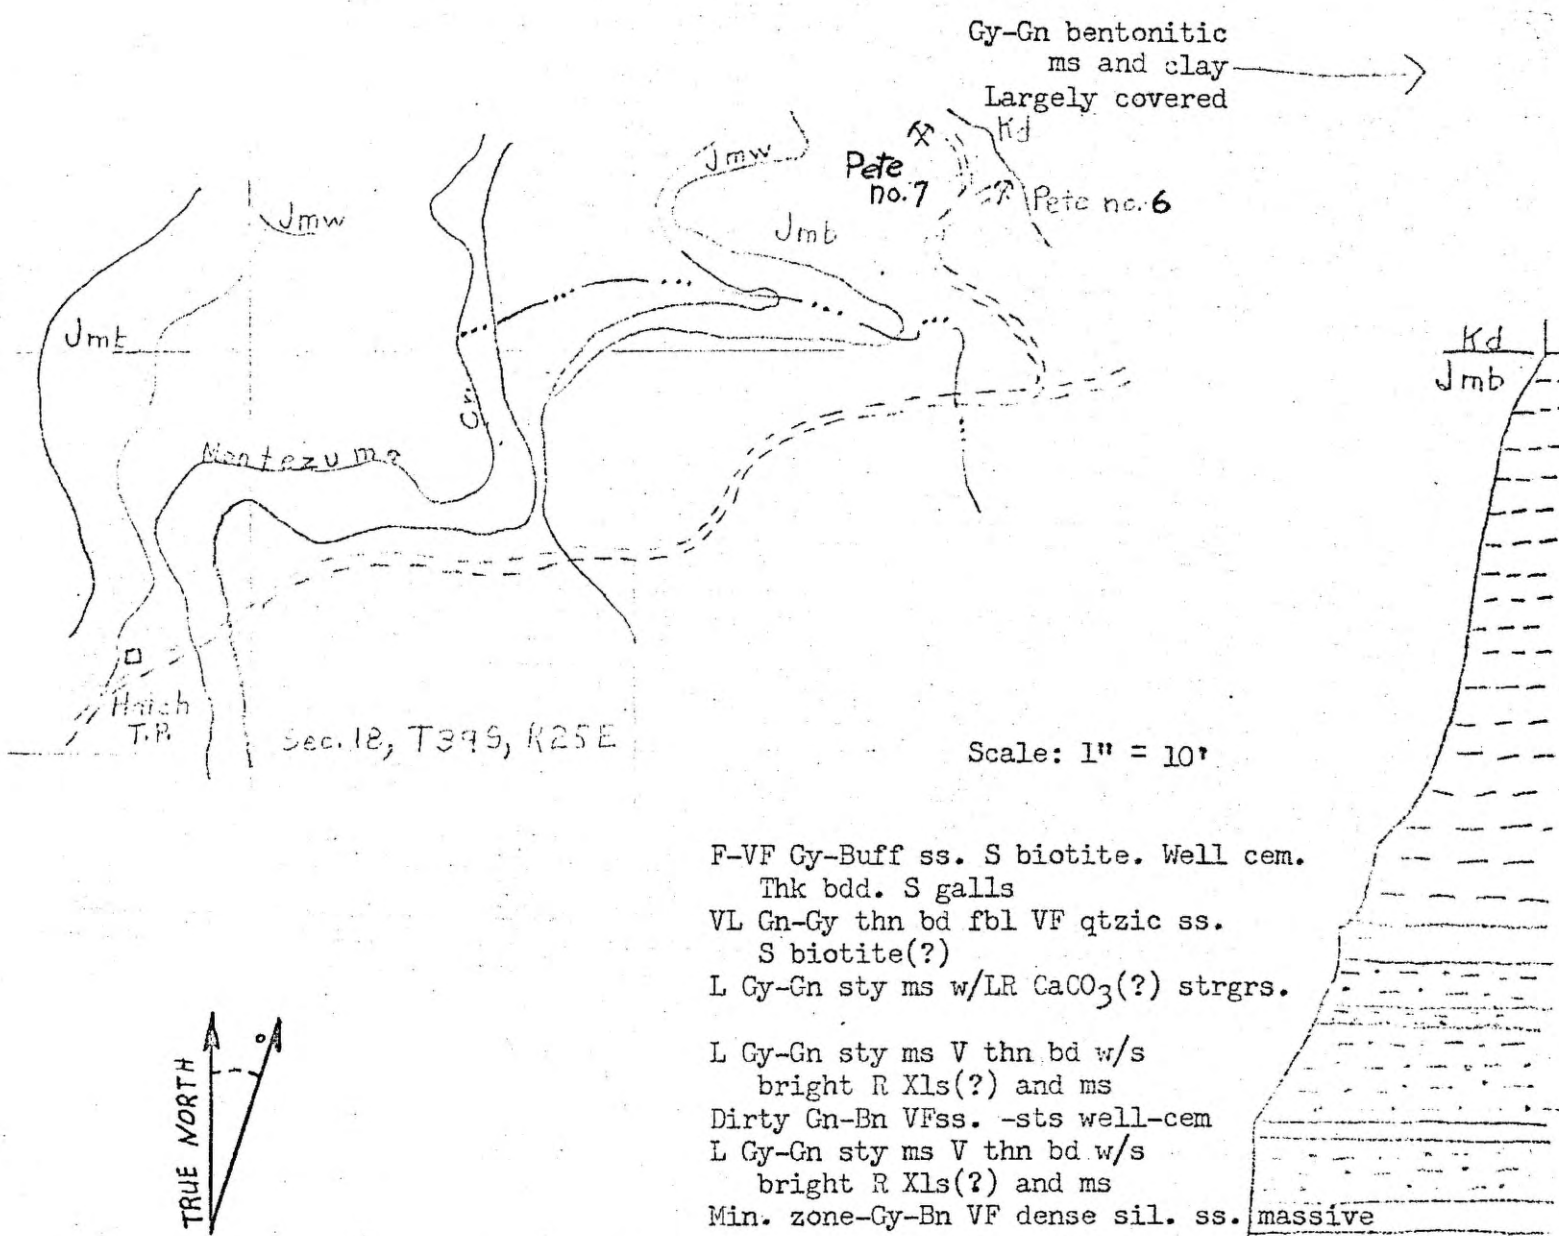 Gy-Gn bentonitic
ms and clay
Largely covered
Kd
Jmw
Pete
no. 7
Pete no. 6
Jmw
Jmb
Jmt
Kd
Jmb
Cr.
Montezuma
Hatch
T.P.
Sec. 18, T39S, R25E
Scale: 1" = 10'
F-VF Gy-Buff ss. S biotite. Well cem.
Thk bdd. S galls
VL Gn-Gy thn bd fbl VF qtzic ss.
S biotite(?)
L Gy-Gn sty ms w/LR CaCO3(?) strgrs.
L Gy-Gn sty ms V thn bd w/s
bright R Xls(?) and ms
Dirty Gn-Bn VFss. -sts well-cem
L Gy-Gn sty ms V thn bd w/s
bright R Xls(?) and ms
Min. zone-Gy-Bn VF dense sil. ss. massive
TRUE NORTH